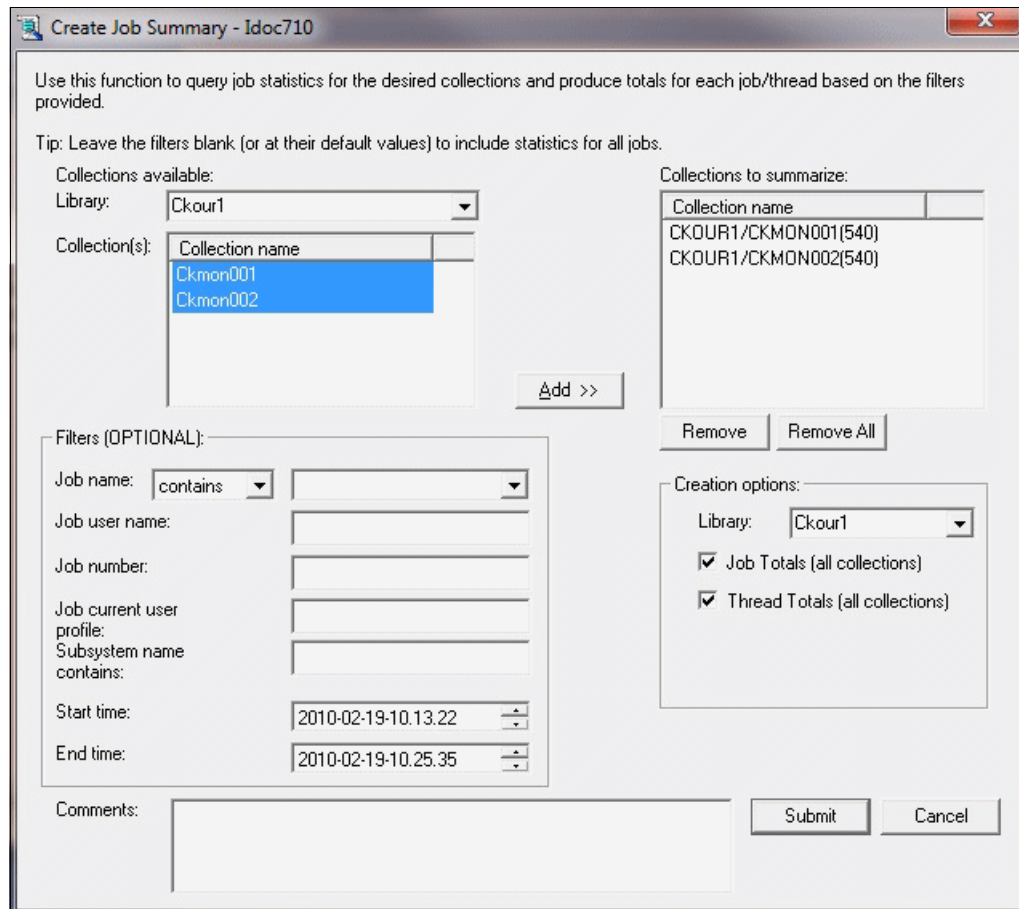 Create Job Summary - Idoc710
Use this function to query job statistics for the desired collections and produce totals for each job/thread based on the filters
provided.
Tip: Leave the filters blank (or at their default values) to include statistics for all jobs.
Collections available:
Library:
Ckour1
Collection(s):
Collection name
Ckmon001
Ckmon002
Add >>
Collections to summarize:
Collection name
CKOUR1/CKMON001(540)
CKOUR1/CKMON002(540)
Remove
Remove All
Filters (OPTIONAL):
Job name:
contains
Job user name:
Job number:
Job current user
profile:
Subsystem name
contains:
Start time:
2010-02-19-10.13.22
End time:
2010-02-19-10.25.35
Creation options:
Library:
Ckour1
Job Totals (all collections)
Thread Totals (all collections)
Comments:
Submit
Cancel